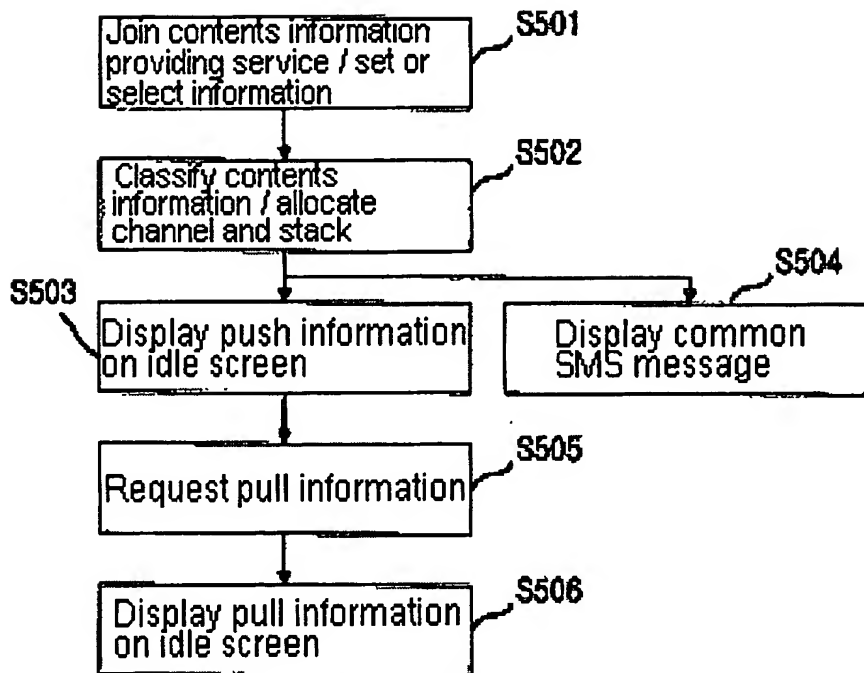 S501
Join contents information
providing service / set or
select information
S502
Classify contents
information / allocate
channel and stack
S503
Display push information
on idle screen
S504
Display common
SMS message
S505
Request pull information
S506
Display pull information
on idle screen